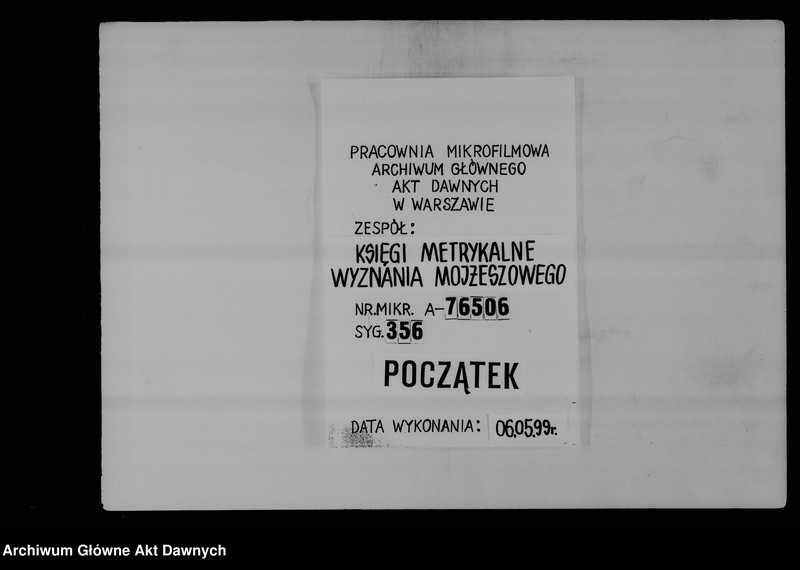 PRACOWNIA MIKROFILMOWA
ARCHIWUM GŁÓWNEGO
AKT DAWNYCH
W WARSZAWIE
ZESPÓŁ:
KSIĘGI METRYKALNE
WYZNANIA MOJŻESZOWEGO
NR.MIKR. A-76506
SYG. 356
POCZĄTEK
DATA WYKONANIA: 06.05.99r.
Archiwum Główne Akt Dawnych